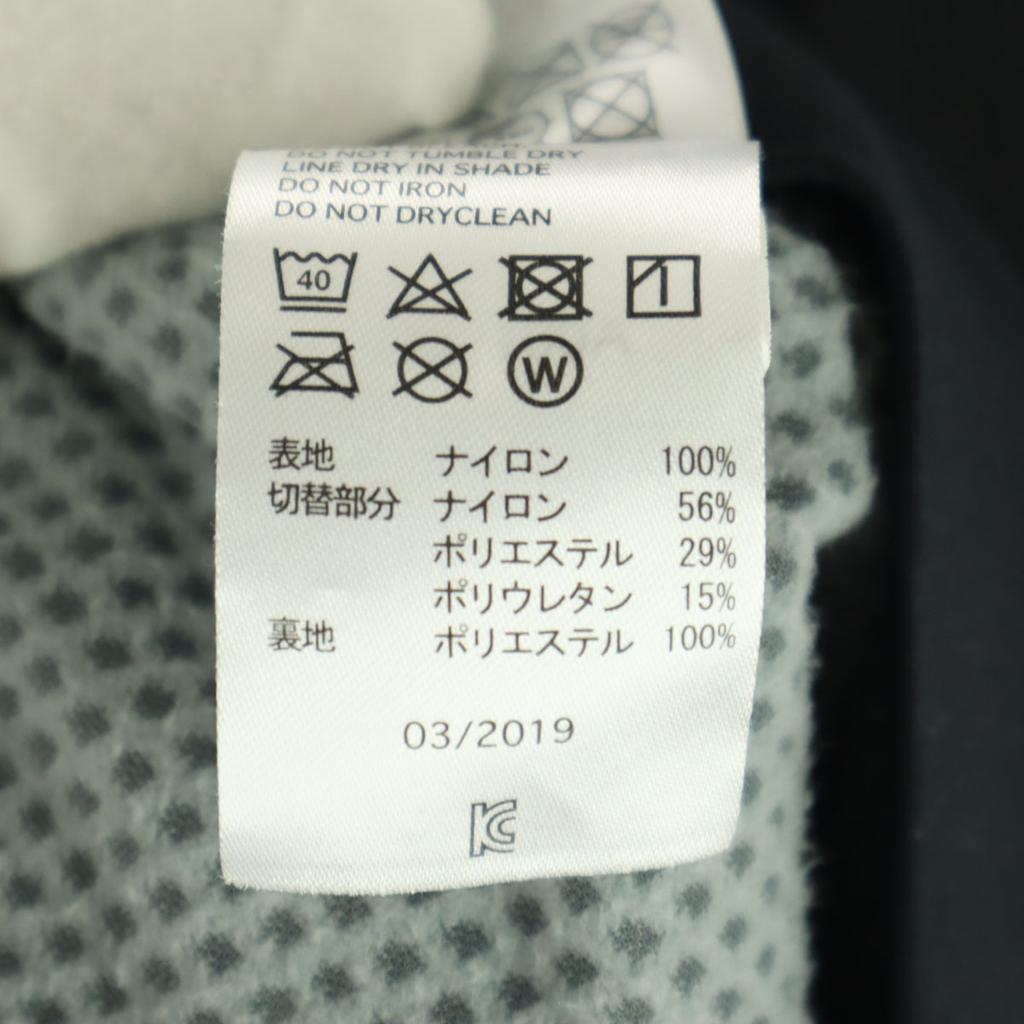 DO NOT TUMBLE DRY
LINE DRY IN SHADE
DO NOT IRON
DO NOT DRYCLEAN
40
W
表地 ナイロン 100%
切替部分 ナイロン 56%
ポリエステル 29%
ポリウレタン 15%
裏地 ポリエステル 100%
03/2019
KC